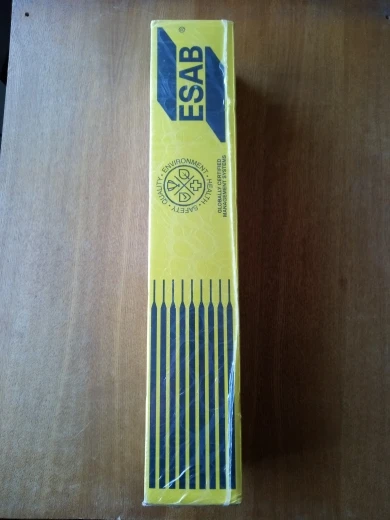 ESAB
QUALITY • ENVIRONMENT • HEALTH • SAFETY •
GLOBALLY CERTIFIED
MANAGEMENT SYSTEMS